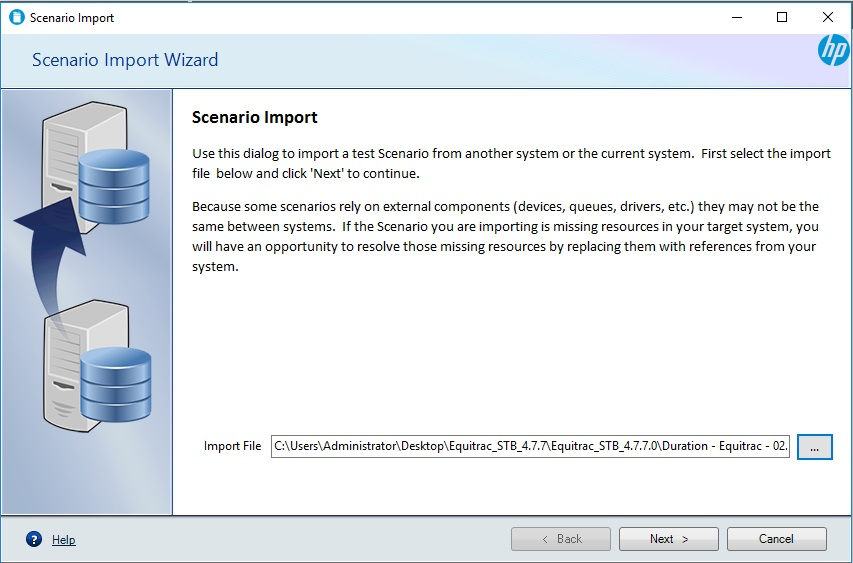 Scenario Import
Scenario Import Wizard
hp
Scenario Import
Use this dialog to import a test Scenario from another system or the current system.  First select the import
file  below and click 'Next' to continue.
Because some scenarios rely on external components (devices, queues, drivers, etc.) they may not be the
same between systems.  If the Scenario you are importing is missing resources in your target system, you
will have an opportunity to resolve those missing resources by replacing them with references from your
system.
Import File C:\Users\Administrator\Desktop\Equitrac_STB_4.7.7\Equitrac_STB_4.7.7.0\Duration - Equitrac - 02. ...
? Help < Back Next > Cancel